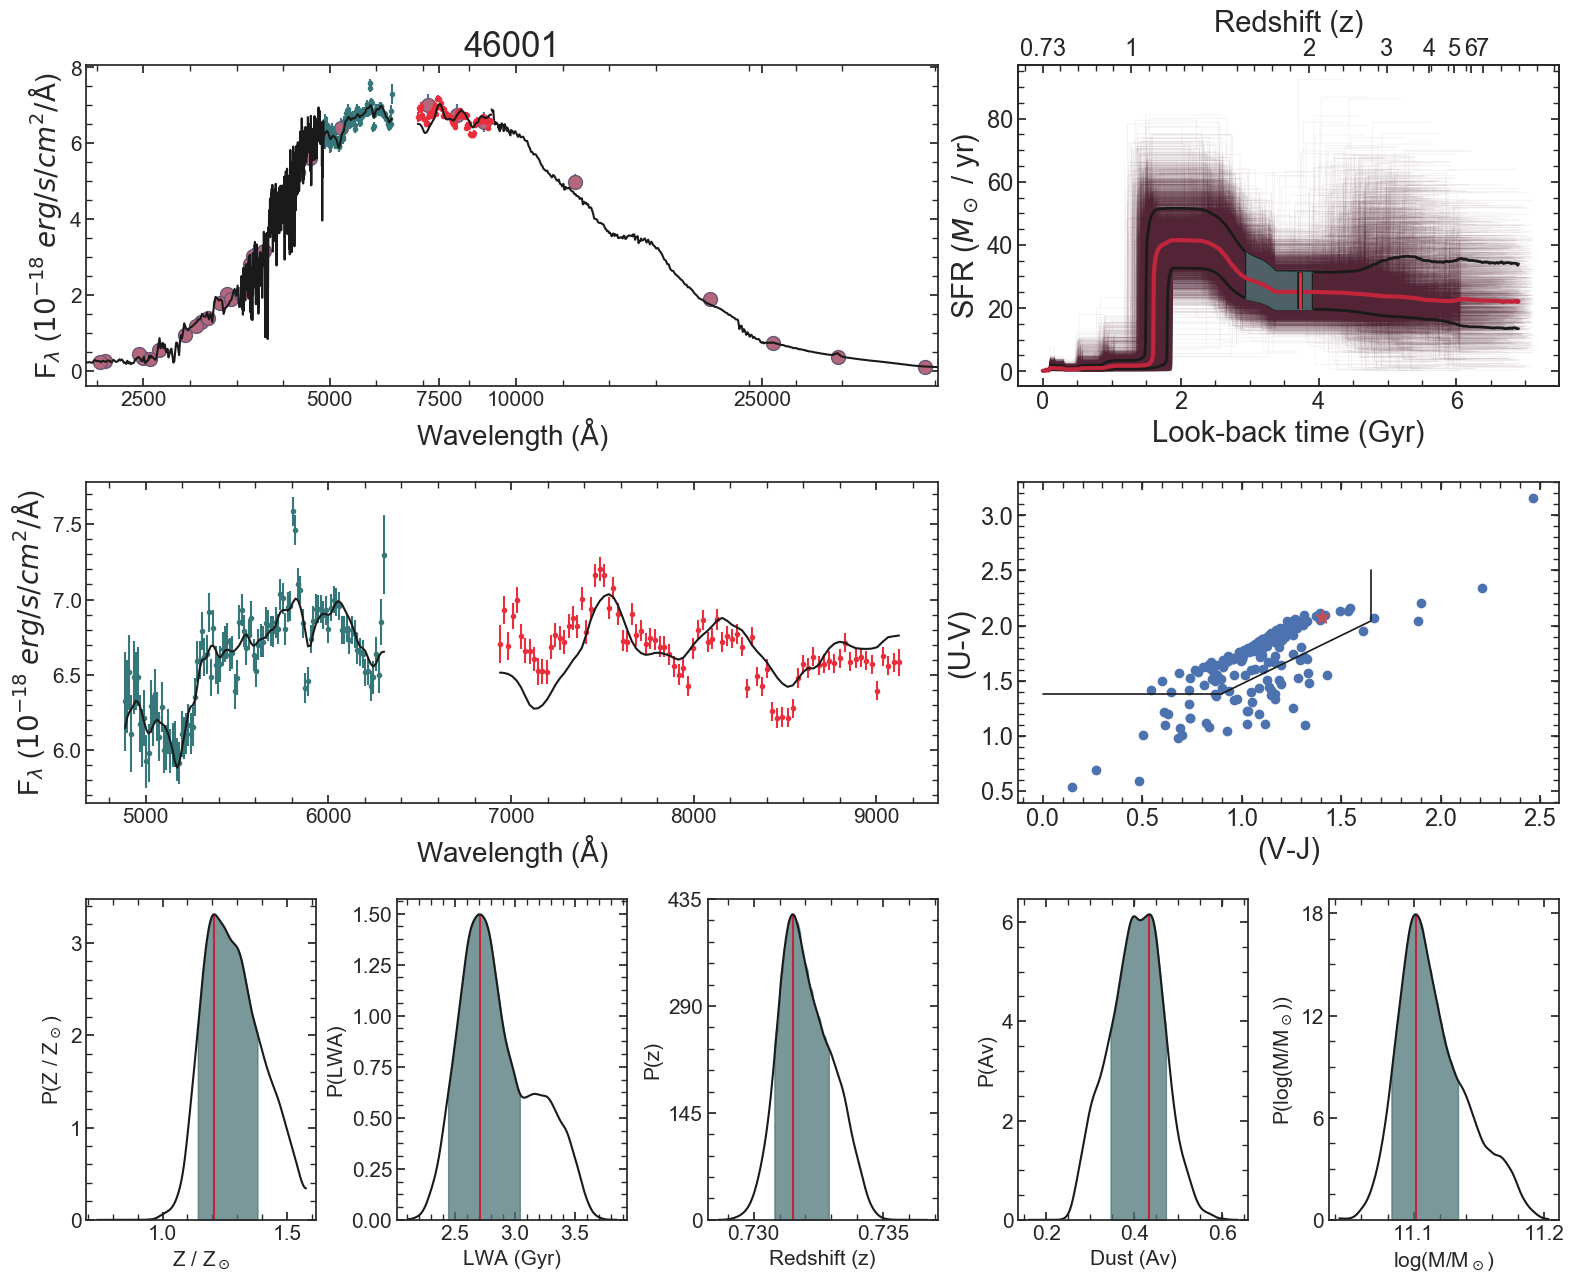 46001
8
6
4
2
0
F_λ (10^−18 erg/s/cm^2/Å)
2500 5000 7500 10000 25000
Wavelength (Å)
Redshift (z)
0.73 1 2 3 4 5 6 7
80
60
40
20
0
SFR (M_⊙ / yr)
0 2 4 6
Look-back time (Gyr)
7.5
7.0
6.5
6.0
F_λ (10^−18 erg/s/cm^2/Å)
5000 6000 7000 8000 9000
Wavelength (Å)
3.0
2.5
2.0
1.5
1.0
0.5
(U-V)
0.0 0.5 1.0 1.5 2.0 2.5
(V-J)
3
2
1
0
P(Z / Z_⊙)
1.0 1.5
Z / Z_⊙
1.50
1.25
1.00
0.75
0.50
0.25
0.00
P(LWA)
2.5 3.0 3.5
LWA (Gyr)
435
290
145
0
P(z)
0.730 0.735
Redshift (z)
6
4
2
0
P(Av)
0.2 0.4 0.6
Dust (Av)
18
12
6
0
P(log(M/M_⊙))
11.1 11.2
log(M/M_⊙)